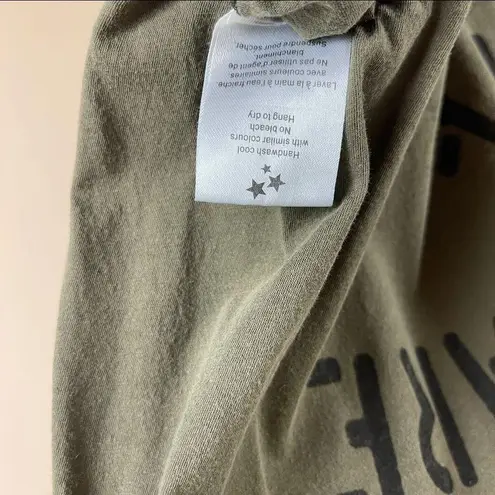 Handwash cool
with similar colours
No bleach
Hang to dry
Laver à la main à l'eau fraîche
avec couleurs similaires
Ne pas utiliser d'agent de
blanchiment.
Suspendre pour sécher.